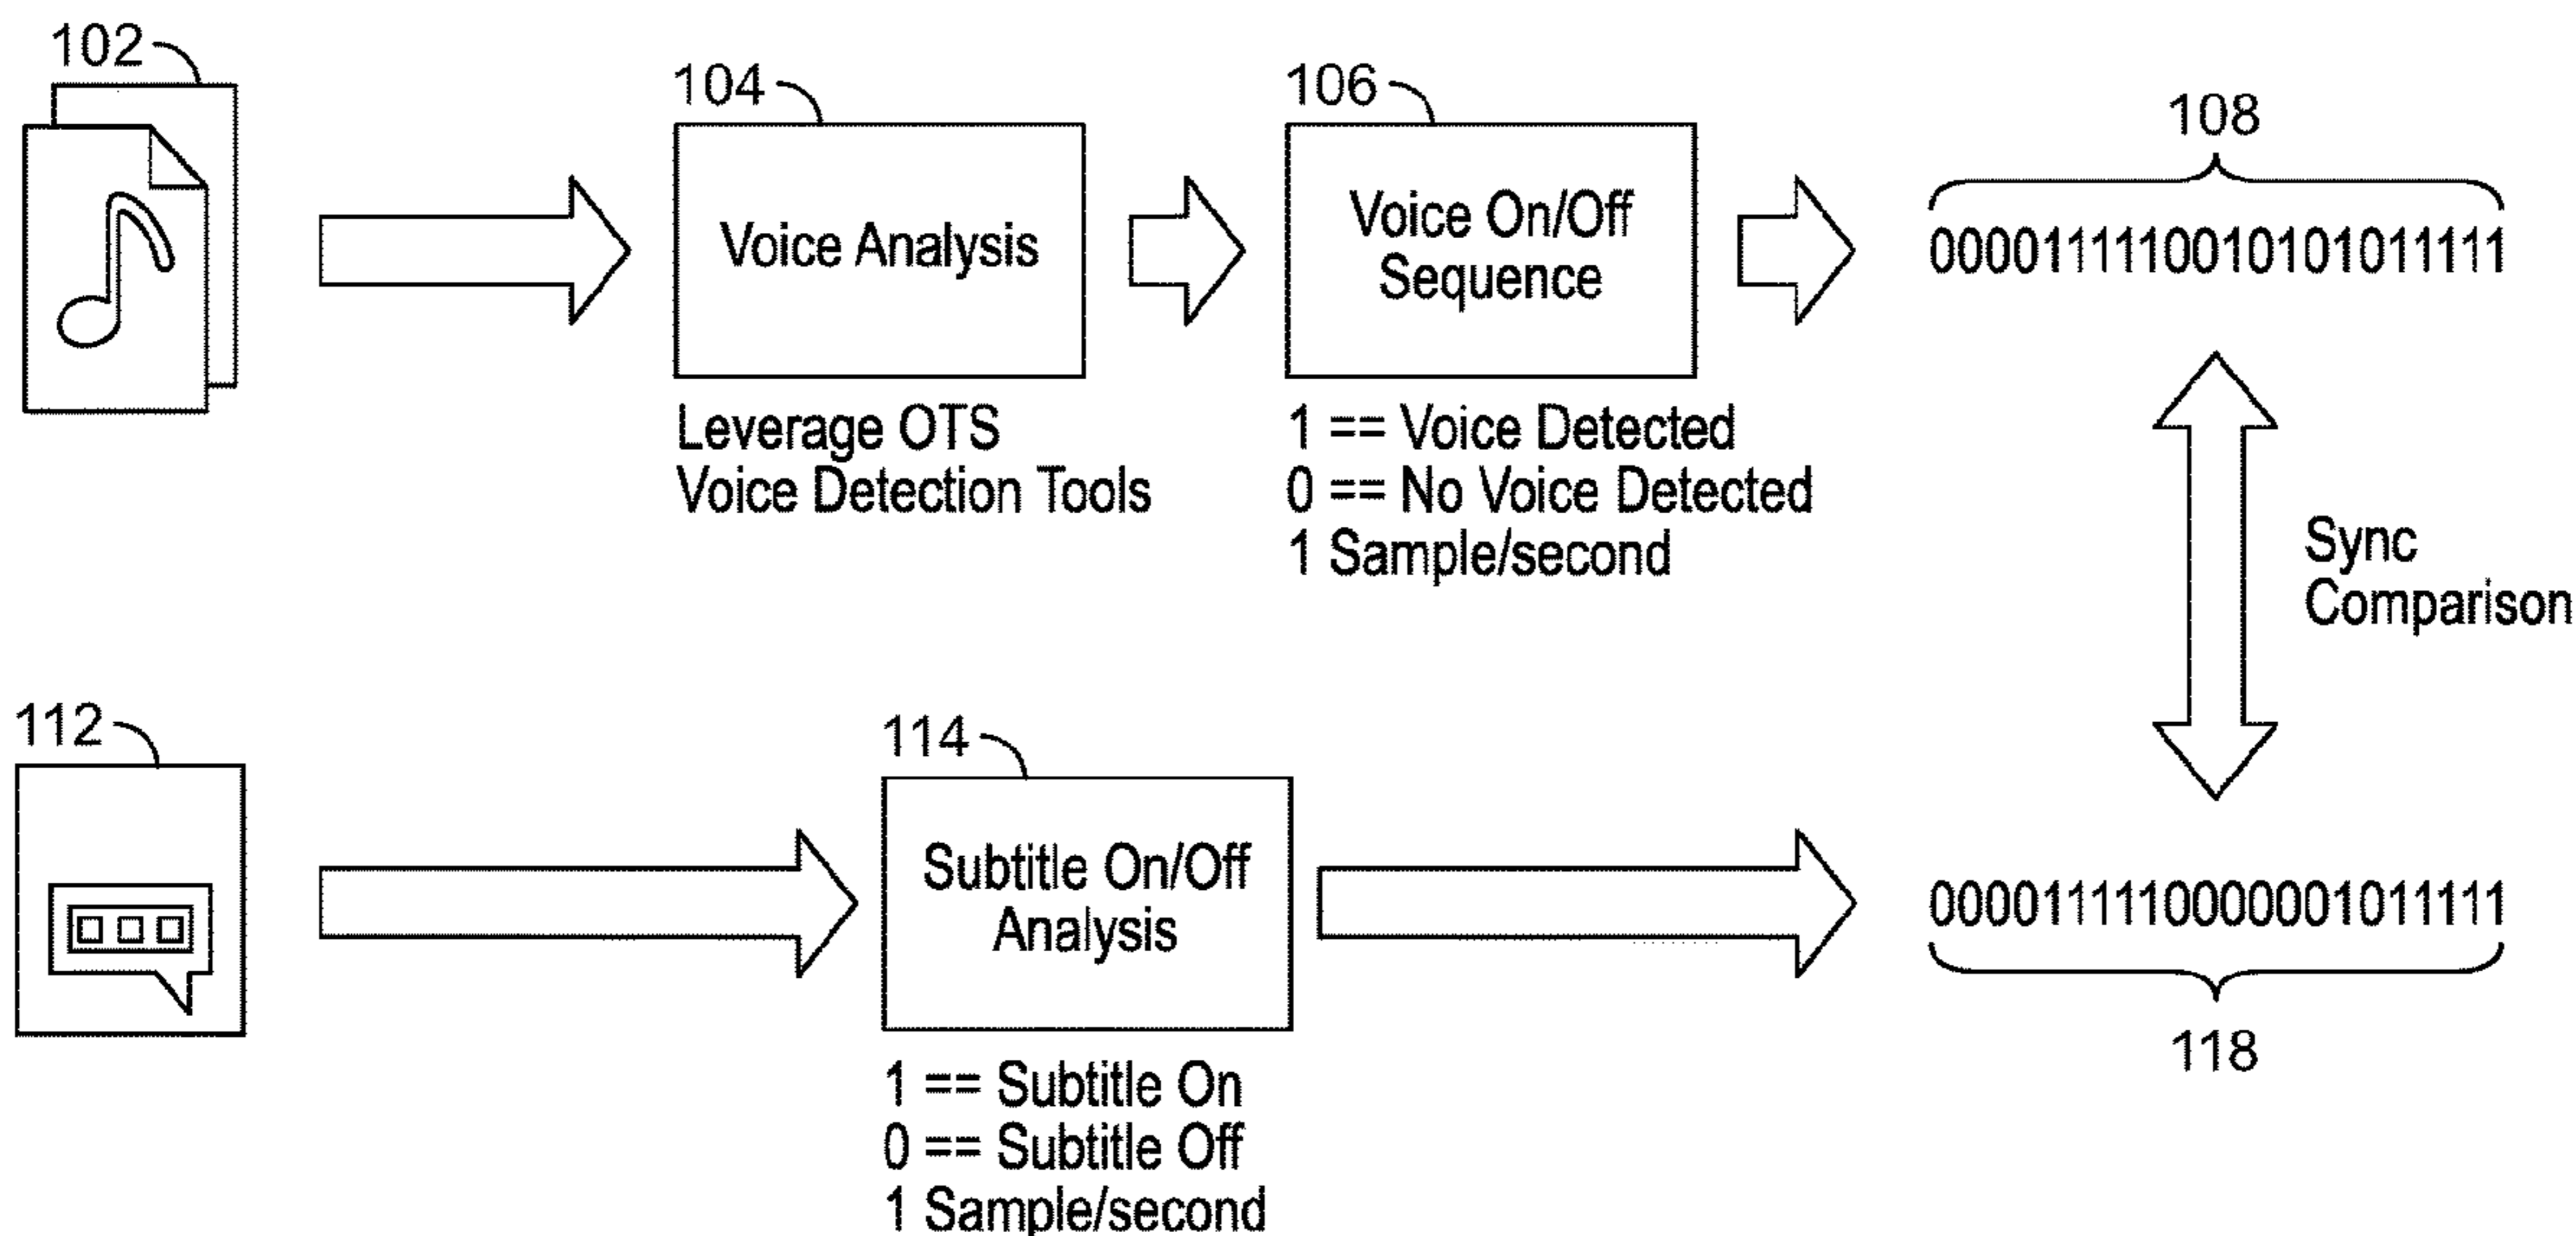 102
104
106
108
Voice Analysis
Voice On/Off
Sequence
0000111110010101011111
Leverage OTS
Voice Detection Tools
1 == Voice Detected
0 == No Voice Detected
1 Sample/second
Sync
Comparison
112
114
Subtitle On/Off
Analysis
0000111110000001011111
118
1 == Subtitle On
0 == Subtitle Off
1 Sample/second